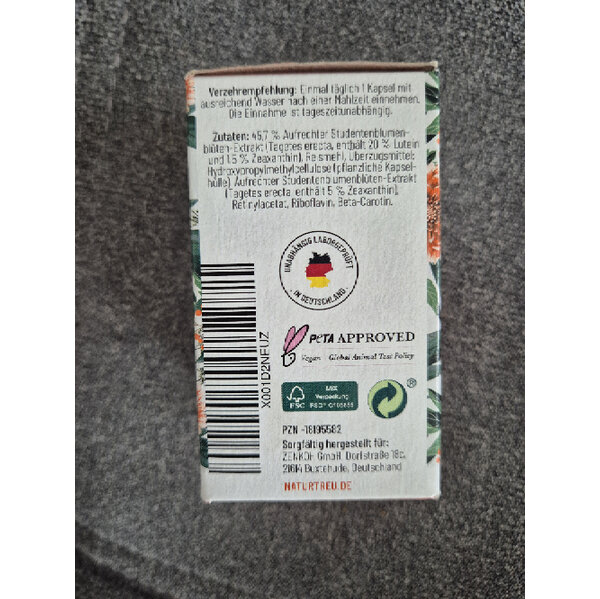 Verzehrempfehlung: Einmal täglich 1 Kapsel mit
ausreichend Wasser nach einer Mahlzeit einnehmen.
Die Einnahme ist tageszeitunabhängig.
Zutaten: 45,7 % Aufrechter Studentenblumen-
blüten-Extrakt (Tagetes erecta, enthält 20 % Lutein
und 1,5 % Zeaxanthin), Reismehl, Überzugsmittel:
Hydroxypropylmethylcellulose (pflanzliche Kapsel-
hülle), Aufrechter Studentenblumenblüten-Extrakt
(Tagetes erecta, enthält 5 % Zeaxanthin),
Retinylacetat, Riboflavin, Beta-Carotin.
UNABHÄNGIG LABORGEPRÜFT
· IN DEUTSCHLAND ·
X001D2NFUZ
PeTA APPROVED
Vegan · Global Animal Test Policy
FSC
MIX
Verpackung
®
PZN -18195582
Sorgfältig hergestellt für:
ZENKOH GmbH, Dorfstraße 18c,
21614 Buxtehude, Deutschland
NATURTREU.DE